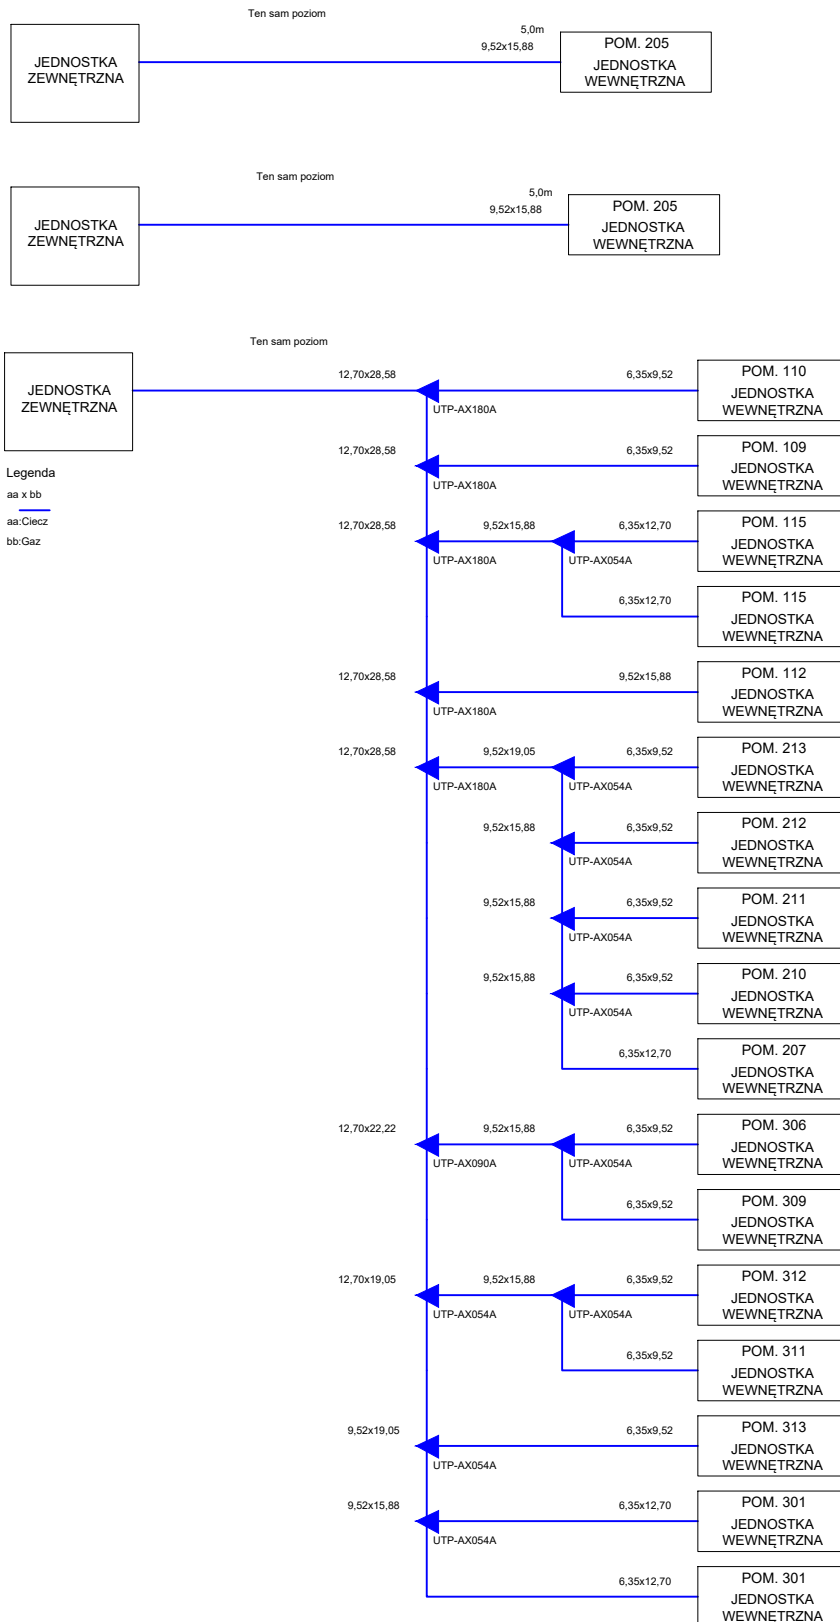 Ten sam poziom
5,0m
9,52x15,88
JEDNOSTKA
ZEWNĘTRZNA
POM. 205
JEDNOSTKA
WEWNĘTRZNA
Ten sam poziom
5,0m
9,52x15,88
JEDNOSTKA
ZEWNĘTRZNA
POM. 205
JEDNOSTKA
WEWNĘTRZNA
Ten sam poziom
JEDNOSTKA
ZEWNĘTRZNA
Legenda
aa x bb
aa:Ciecz
bb:Gaz
12,70x28,58
UTP-AX180A
6,35x9,52
POM. 110
JEDNOSTKA
WEWNĘTRZNA
12,70x28,58
UTP-AX180A
6,35x9,52
POM. 109
JEDNOSTKA
WEWNĘTRZNA
12,70x28,58
UTP-AX180A
9,52x15,88
UTP-AX054A
6,35x12,70
POM. 115
JEDNOSTKA
WEWNĘTRZNA
6,35x12,70
POM. 115
JEDNOSTKA
WEWNĘTRZNA
12,70x28,58
UTP-AX180A
9,52x15,88
POM. 112
JEDNOSTKA
WEWNĘTRZNA
12,70x28,58
UTP-AX180A
9,52x19,05
UTP-AX054A
6,35x9,52
POM. 213
JEDNOSTKA
WEWNĘTRZNA
9,52x15,88
UTP-AX054A
6,35x9,52
POM. 212
JEDNOSTKA
WEWNĘTRZNA
9,52x15,88
UTP-AX054A
6,35x9,52
POM. 211
JEDNOSTKA
WEWNĘTRZNA
9,52x15,88
UTP-AX054A
6,35x9,52
POM. 210
JEDNOSTKA
WEWNĘTRZNA
6,35x12,70
POM. 207
JEDNOSTKA
WEWNĘTRZNA
12,70x22,22
UTP-AX090A
9,52x15,88
UTP-AX054A
6,35x9,52
POM. 306
JEDNOSTKA
WEWNĘTRZNA
6,35x9,52
POM. 309
JEDNOSTKA
WEWNĘTRZNA
12,70x19,05
UTP-AX054A
9,52x15,88
UTP-AX054A
6,35x9,52
POM. 312
JEDNOSTKA
WEWNĘTRZNA
6,35x9,52
POM. 311
JEDNOSTKA
WEWNĘTRZNA
9,52x19,05
UTP-AX054A
6,35x9,52
POM. 313
JEDNOSTKA
WEWNĘTRZNA
9,52x15,88
UTP-AX054A
6,35x12,70
POM. 301
JEDNOSTKA
WEWNĘTRZNA
6,35x12,70
POM. 301
JEDNOSTKA
WEWNĘTRZNA